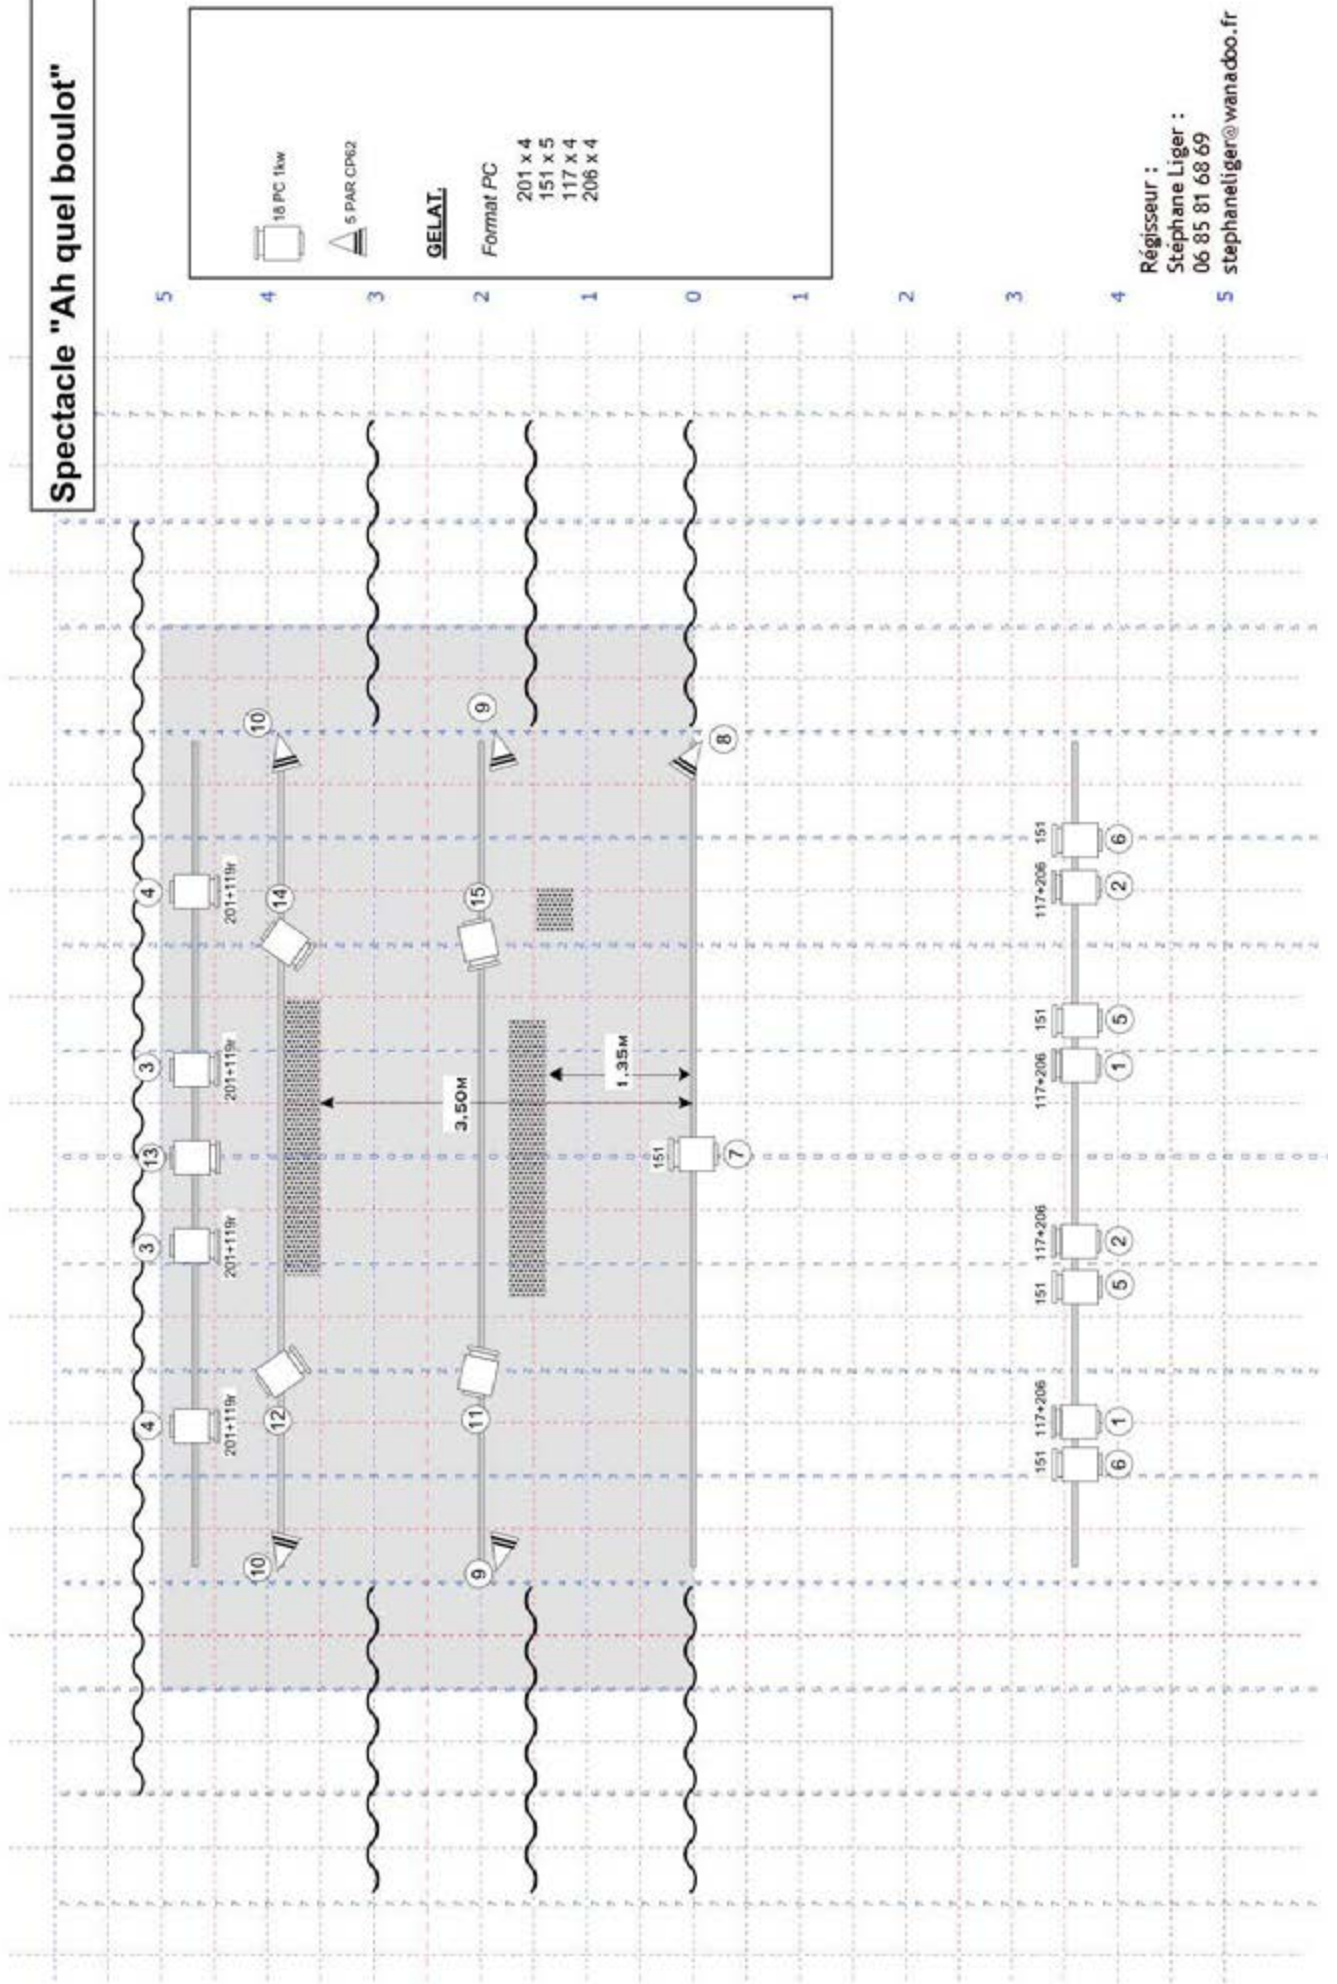 Spectacle "Ah quel boulot"
4 3 13 3 4
201+119r 201+119r 201+119r 201+119r
10 12 14 10
9 11 15 9
3.50M
1.35M
151
7
8
151 117+206 151 117+206 117+206 151 117+206 151
6 1 5 2 1 5 2 6
5
4
3
2
1
0
1
2
3
4
5
18 PC 1kw
5 PAR CP62
GELAT.
Format PC
201 x 4
151 x 5
117 x 4
206 x 4
Régisseur :
Stéphane Liger :
06 85 81 68 69
stephaneliger@wanadoo.fr